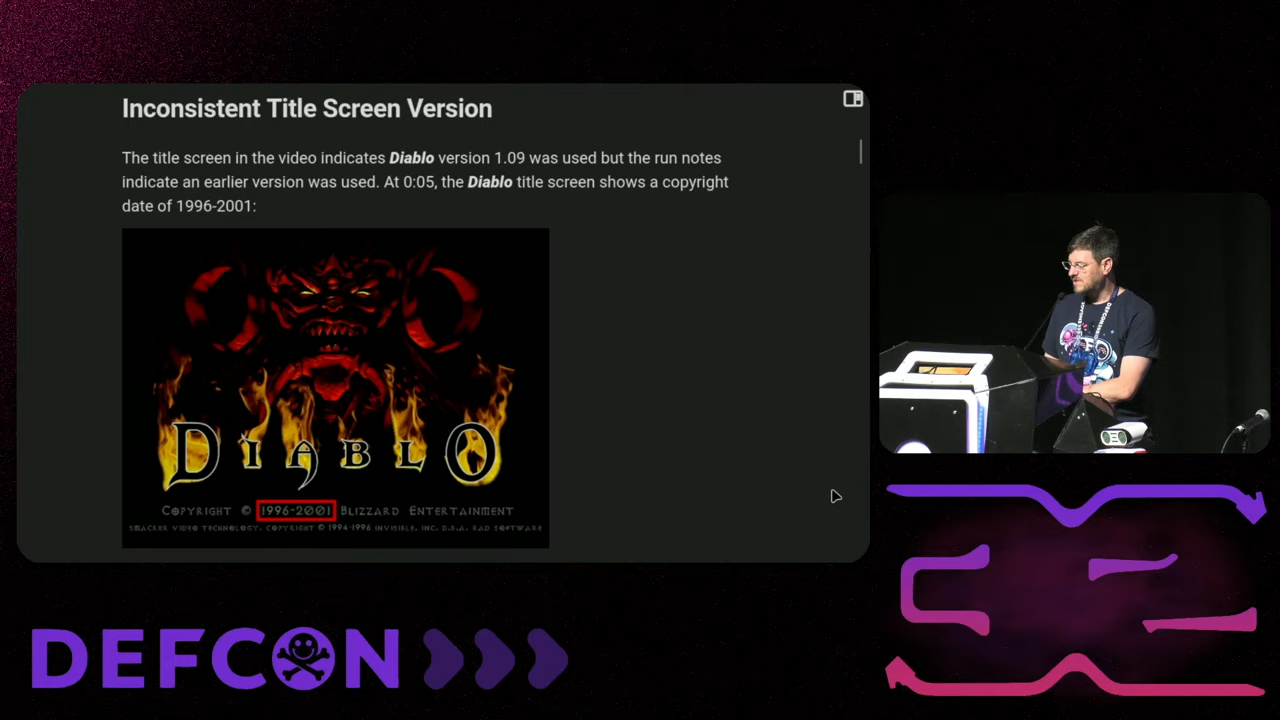 Inconsistent Title Screen Version
The title screen in the video indicates Diablo version 1.09 was used but the run notes
indicate an earlier version was used. At 0:05, the Diablo title screen shows a copyright
date of 1996-2001:
DIABLO
COPYRIGHT © 1996-2001 BLIZZARD ENTERTAINMENT
SMACKER VIDEO TECHNOLOGY. COPYRIGHT © 1994-1996 INVISIBLE, INC. D.B.A. RAD SOFTWARE
DEFCON
DEFCON